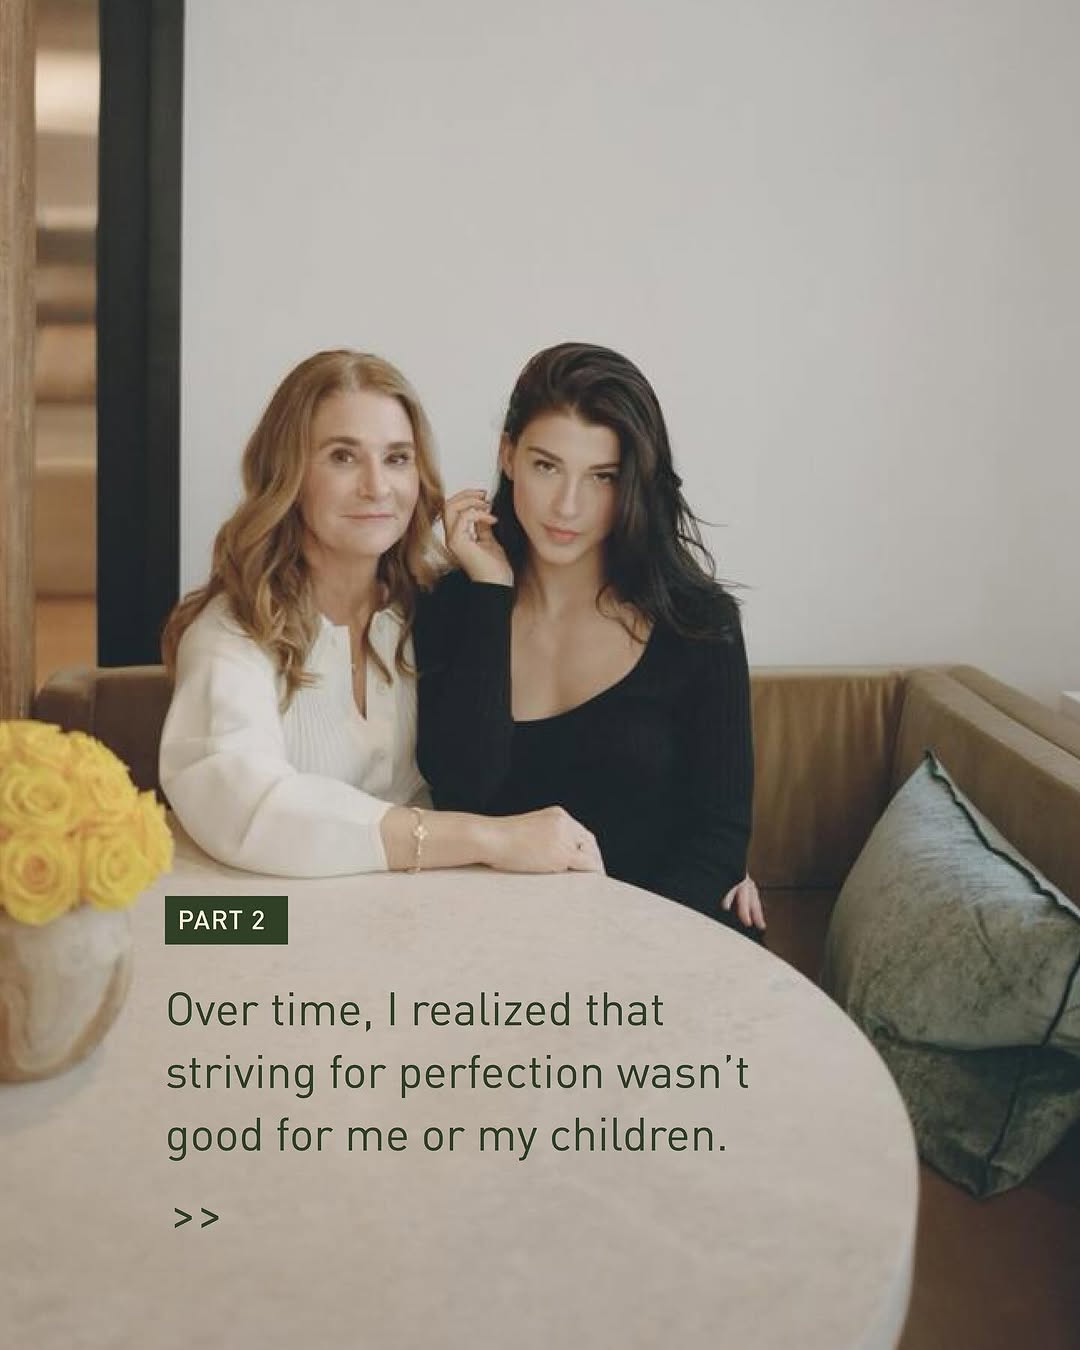 PART 2
Over time, I realized that
striving for perfection wasn't
good for me or my children.
>>